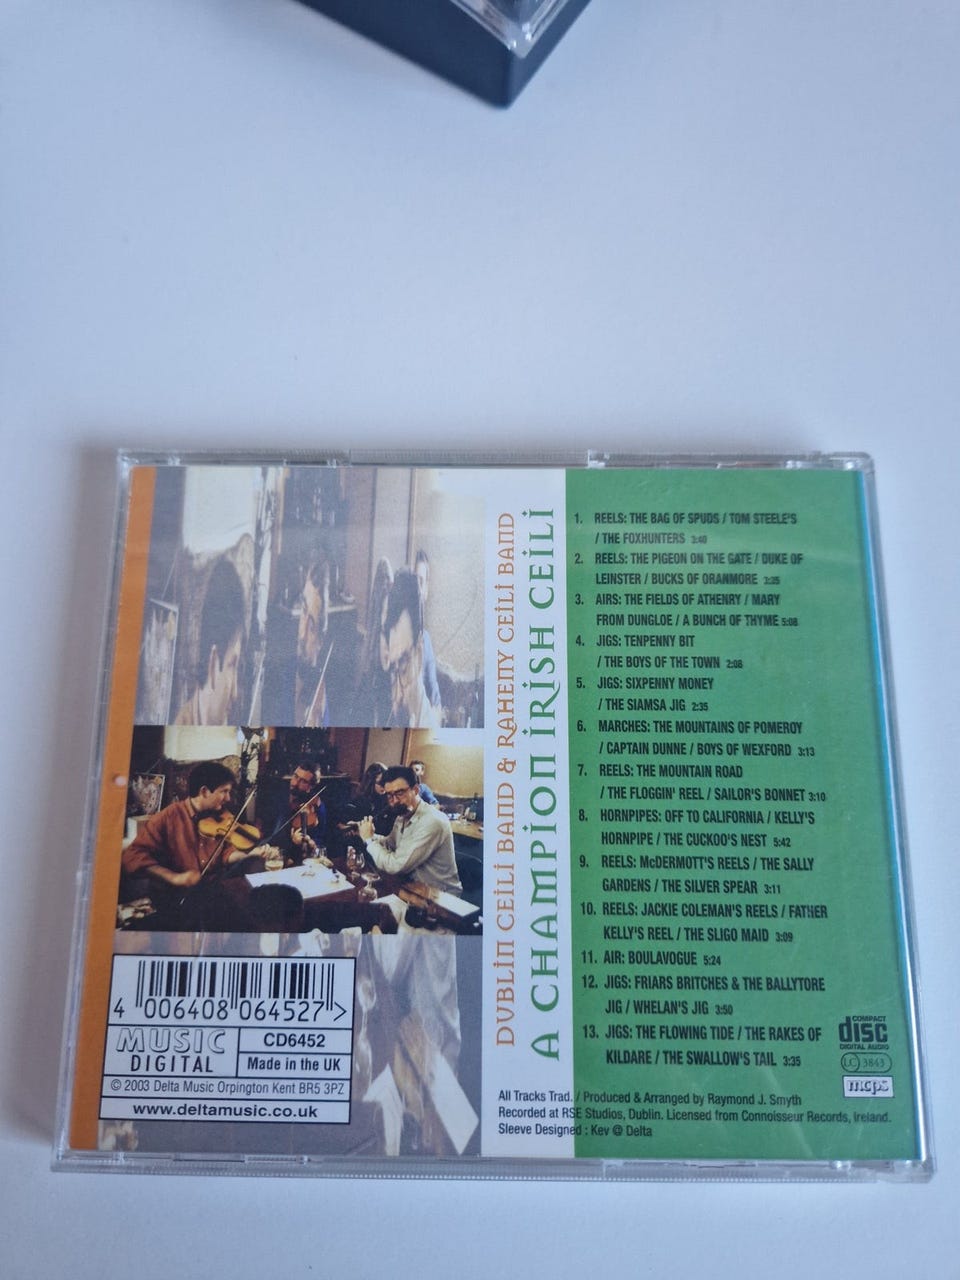 DUBLIN CEILI BAND & RAHENY CEILI BAND
A CHAMPION IRISH CEILI
1. REELS: THE BAG OF SPUDS / TOM STEELE'S
/ THE FOXHUNTERS 3:40
2. REELS: THE PIGEON ON THE GATE / DUKE OF
LEINSTER / BUCKS OF ORANMORE 3:35
3. AIRS: THE FIELDS OF ATHENRY / MARY
FROM DUNGLOE / A BUNCH OF THYME 5:08
4. JIGS: TENPENNY BIT
/ THE BOYS OF THE TOWN 2:08
5. JIGS: SIXPENNY MONEY
/ THE SIAMSA JIG 2:35
6. MARCHES: THE MOUNTAINS OF POMEROY
/ CAPTAIN DUNNE / BOYS OF WEXFORD 3:13
7. REELS: THE MOUNTAIN ROAD
/ THE FLOGGIN' REEL / SAILOR'S BONNET 3:10
8. HORNPIPES: OFF TO CALIFORNIA / KELLY'S
HORNPIPE / THE CUCKOO'S NEST 5:42
9. REELS: McDERMOTT'S REELS / THE SALLY
GARDENS / THE SILVER SPEAR 3:11
10. REELS: JACKIE COLEMAN'S REELS / FATHER
KELLY'S REEL / THE SLIGO MAID 3:09
11. AIR: BOULAVOGUE 5:24
12. JIGS: FRIARS BRITCHES & THE BALLYTORE
JIG / WHELAN'S JIG 3:50
13. JIGS: THE FLOWING TIDE / THE RAKES OF
KILDARE / THE SWALLOW'S TAIL 3:35
COMPACT
disc
DIGITAL AUDIO
LC 3843
mcps
All Tracks Trad. / Produced & Arranged by Raymond J. Smyth
Recorded at RSE Studios, Dublin. Licensed from Connoisseur Records, Ireland.
Sleeve Designed : Kev @ Delta
4 006408 064527 >
MUSIC
DIGITAL
CD6452
Made in the UK
© 2003 Delta Music Orpington Kent BR5 3PZ
www.deltamusic.co.uk